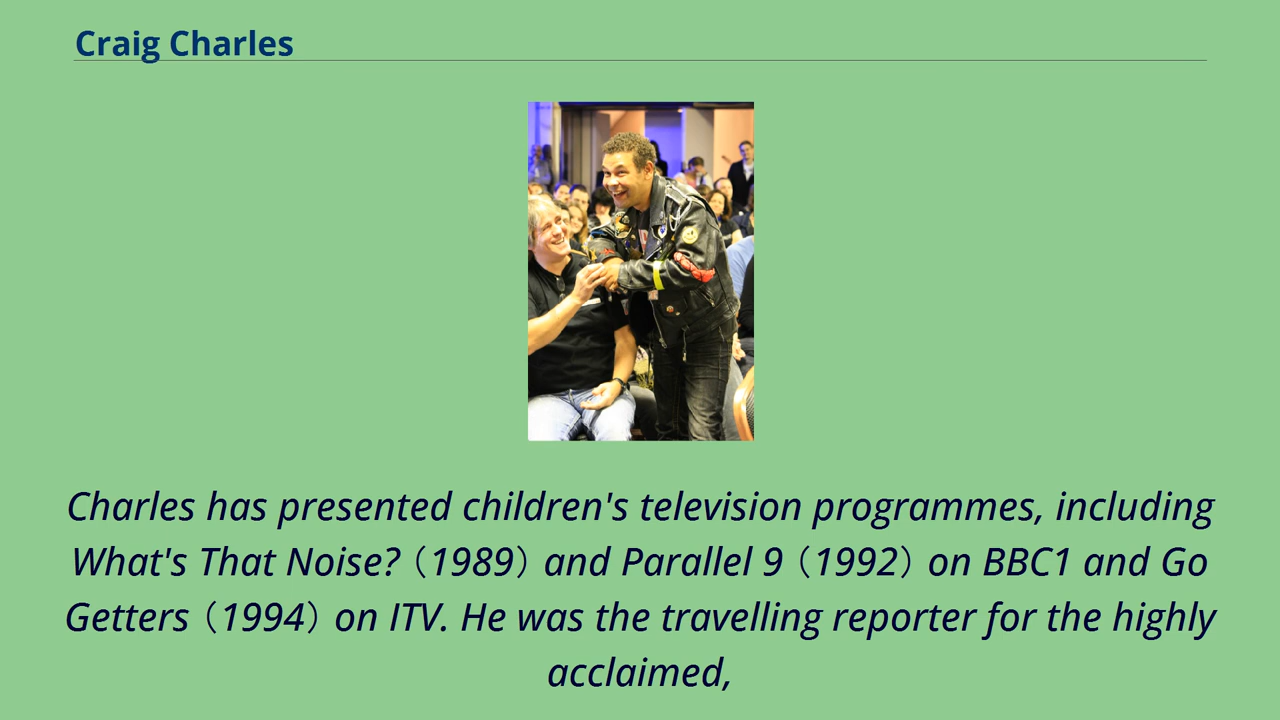 Craig Charles
Charles has presented children's television programmes, including
What's That Noise?（1989）and Parallel 9（1992）on BBC1 and Go
Getters（1994）on ITV. He was the travelling reporter for the highly
acclaimed,